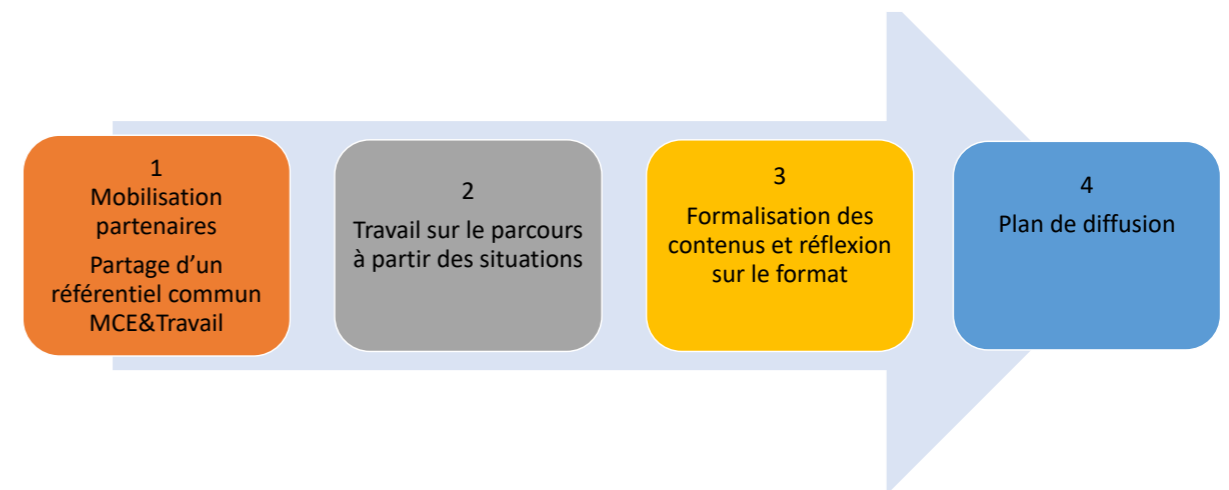 1
Mobilisation
partenaires
Partage d’un
référentiel commun
MCE&Travail
2
Travail sur le parcours
à partir des situations
3
Formalisation des
contenus et réflexion
sur le format
4
Plan de diffusion